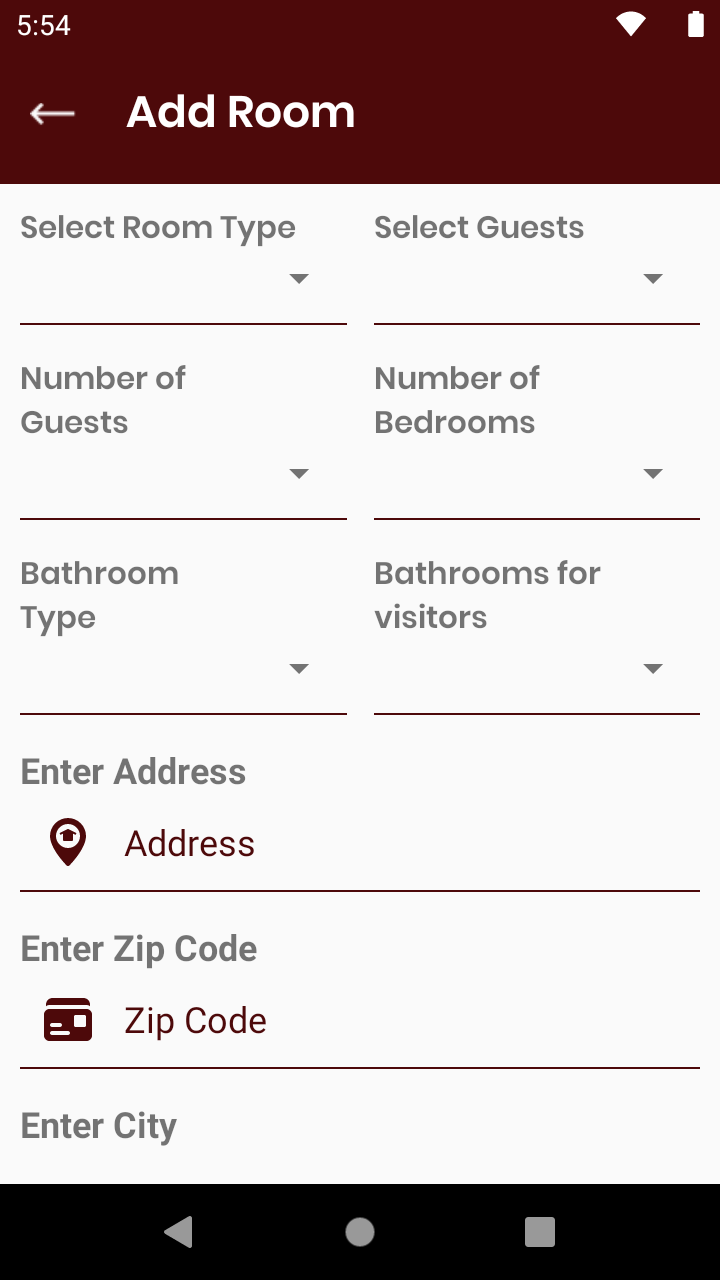 5:54
Add Room
Select Room Type
Select Guests
Number of
Guests
Number of
Bedrooms
Bathroom
Type
Bathrooms for
visitors
Enter Address
Address
Enter Zip Code
Zip Code
Enter City